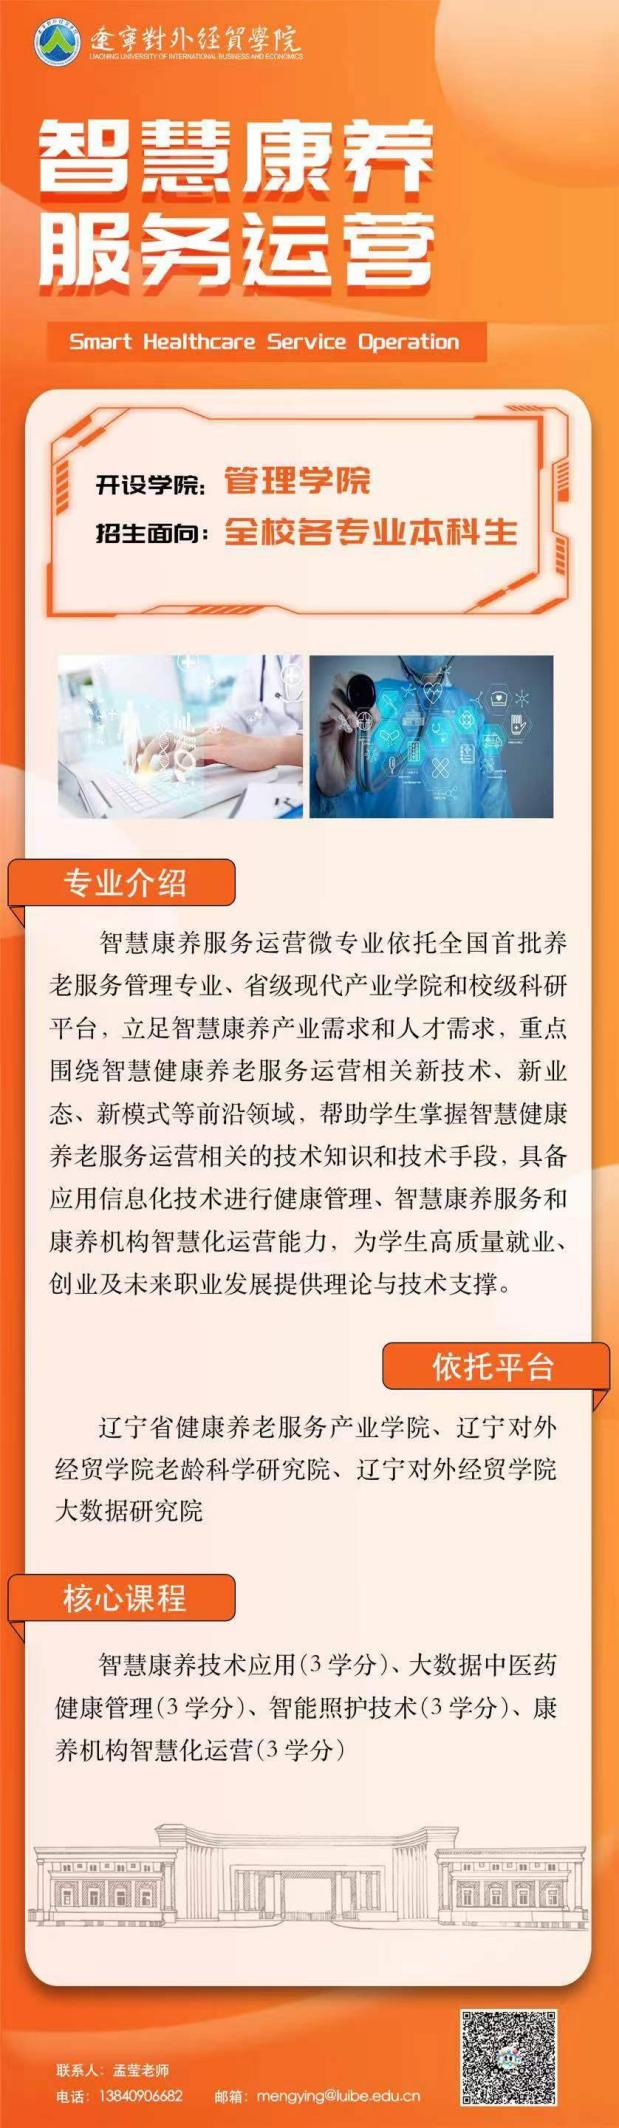 遼寧對外經貿學院
LIAONING UNIVERSITY OF INTERNATIONAL BUSINESS AND ECONOMICS
智慧康养
服务运营
Smart Healthcare Service Operation
开设学院：管理学院
招生面向：全校各专业本科生
专业介绍
智慧康养服务运营微专业依托全国首批养
老服务管理专业、省级现代产业学院和校级科研
平台，立足智慧康养产业需求和人才需求，重点
围绕智慧健康养老服务运营相关新技术、新业
态、新模式等前沿领域，帮助学生掌握智慧健康
养老服务运营相关的技术知识和技术手段，具备
应用信息化技术进行健康管理、智慧康养服务和
康养机构智慧化运营能力，为学生高质量就业、
创业及未来职业发展提供理论与技术支撑。
依托平台
辽宁省健康养老服务产业学院、辽宁对外
经贸学院老龄科学研究院、辽宁对外经贸学院
大数据研究院
核心课程
智慧康养技术应用(3 学分)、大数据中医药
健康管理(3 学分)、智能照护技术(3 学分)、康
养机构智慧化运营(3 学分)
联系人：孟莹老师
电话：13840906682 邮箱：mengying@luibe.edu.cn